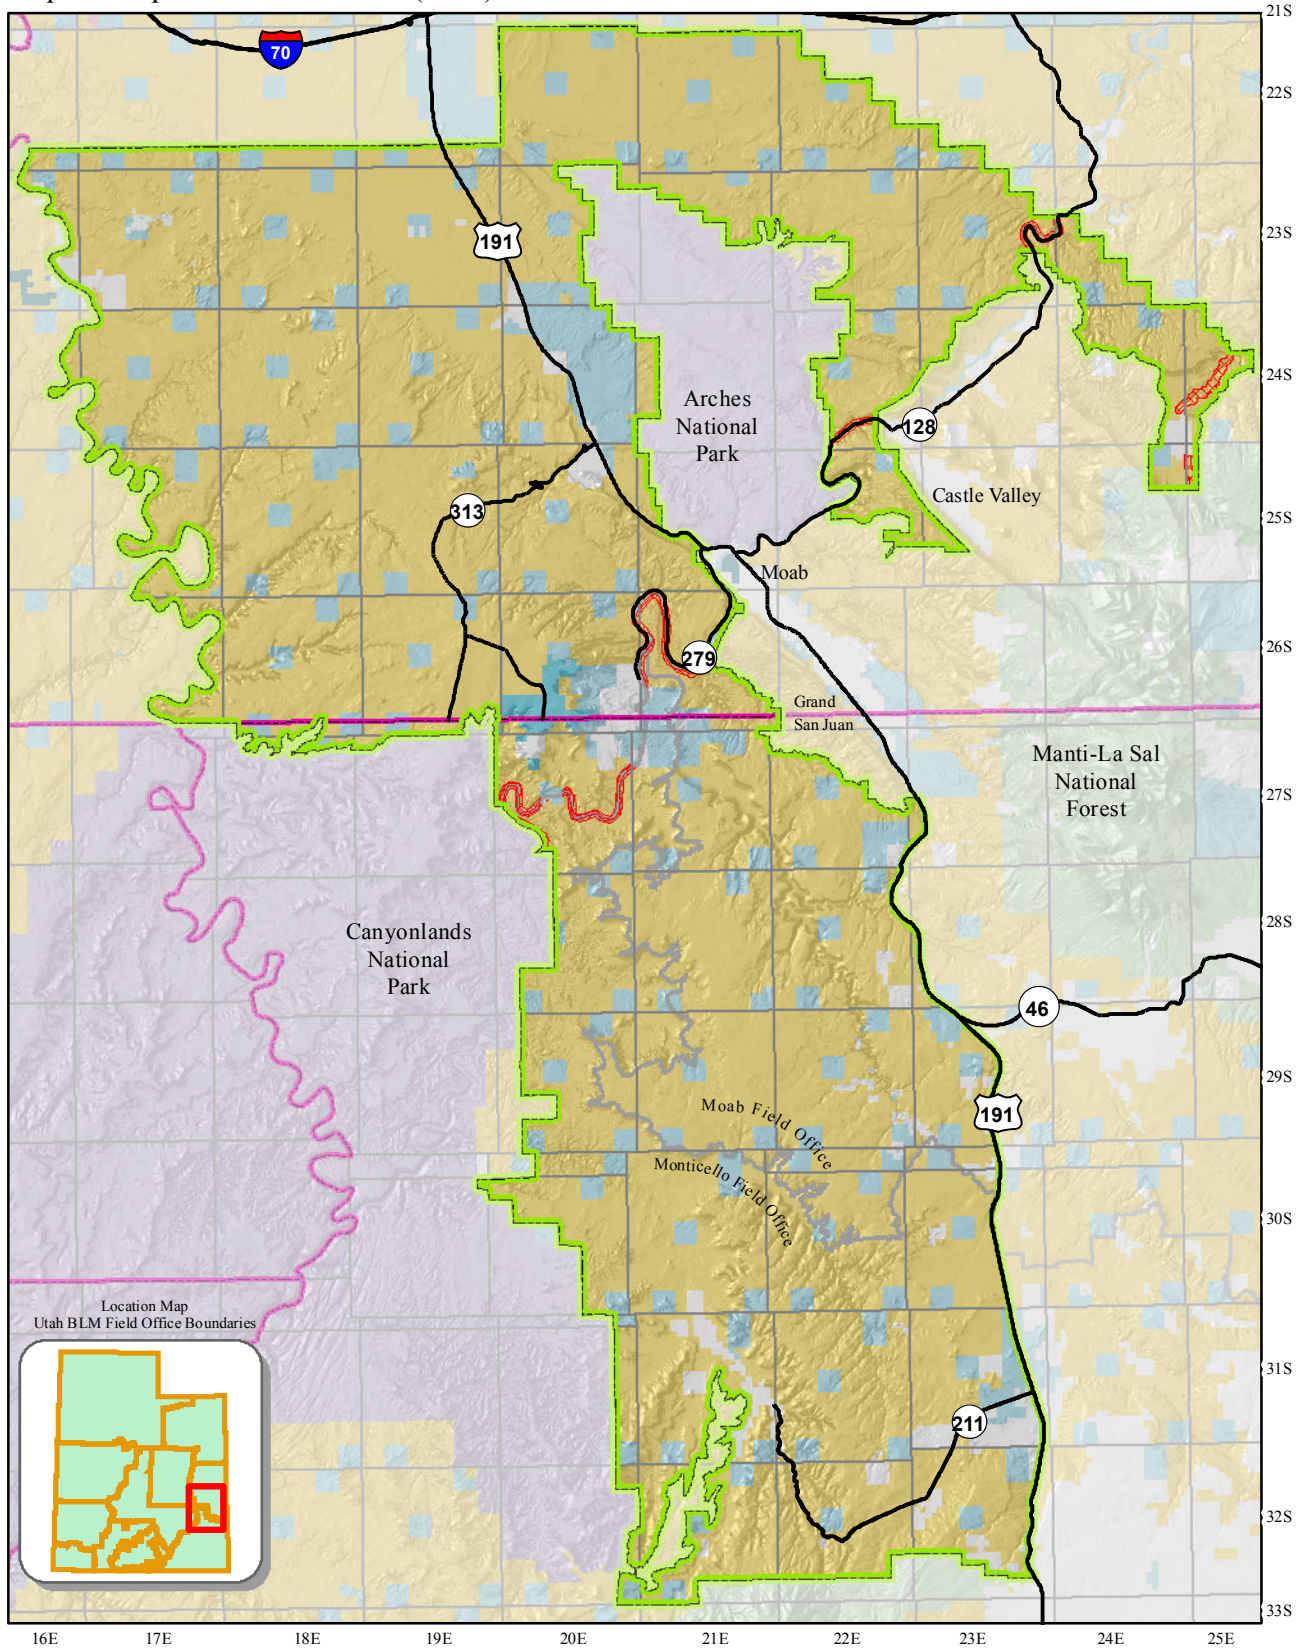 21S
70
22S
191
23S
Arches
National
Park
24S
128
Castle Valley
313
25S
Moab
26S
279
Grand
San Juan
Manti-La Sal
National
Forest
27S
Canyonlands
National
Park
28S
46
29S
Moab Field Office
191
Monticello Field Office
30S
Location Map
Utah BLM Field Office Boundaries
31S
211
32S
33S
16E 17E 18E 19E 20E 21E 22E 23E 24E 25E